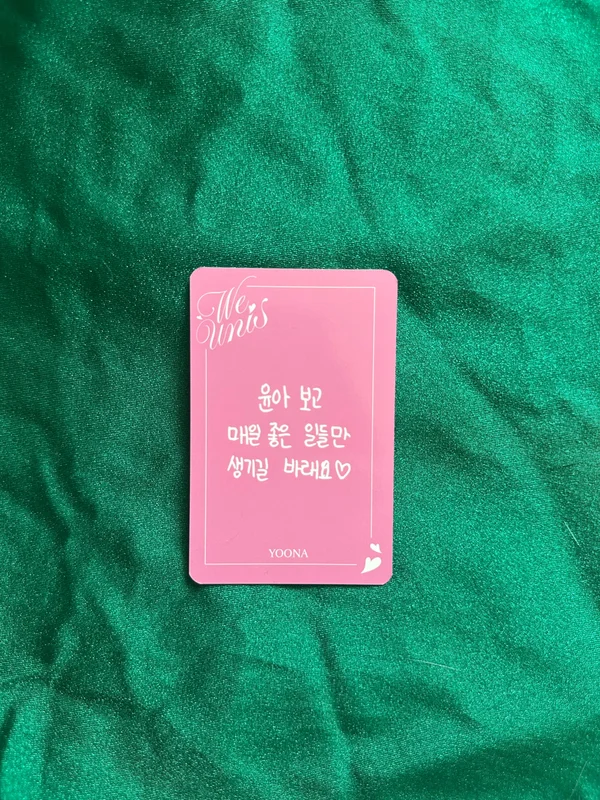 We
unis
윤아 보고
매일 좋은 일들만
생기길 바래요♡
YOONA